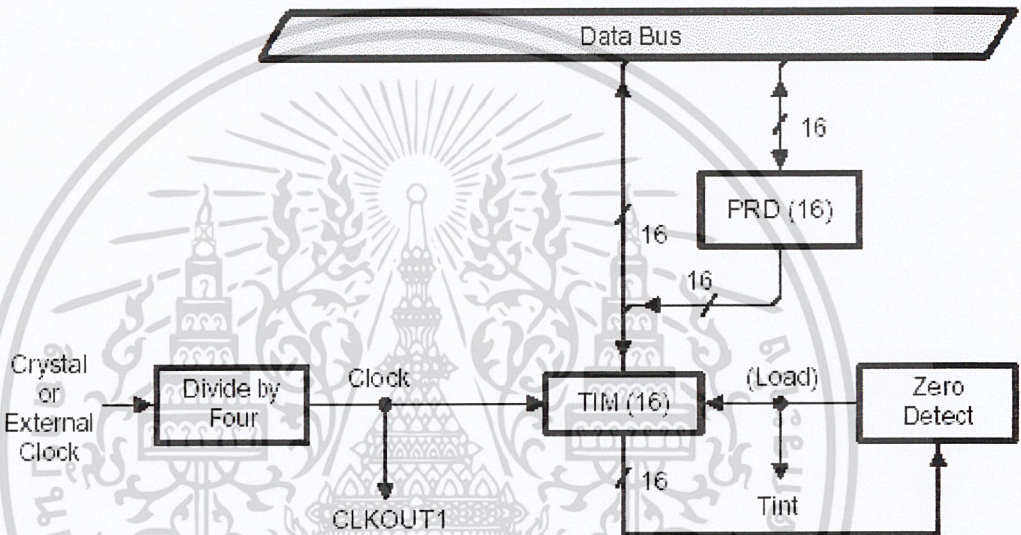 Data Bus
16
PRD (16)
16
16
Crystal
or
External
Clock
Divide by
Four
Clock
TIM (16)
(Load)
Zero
Detect
16
CLKOUT1
Tint